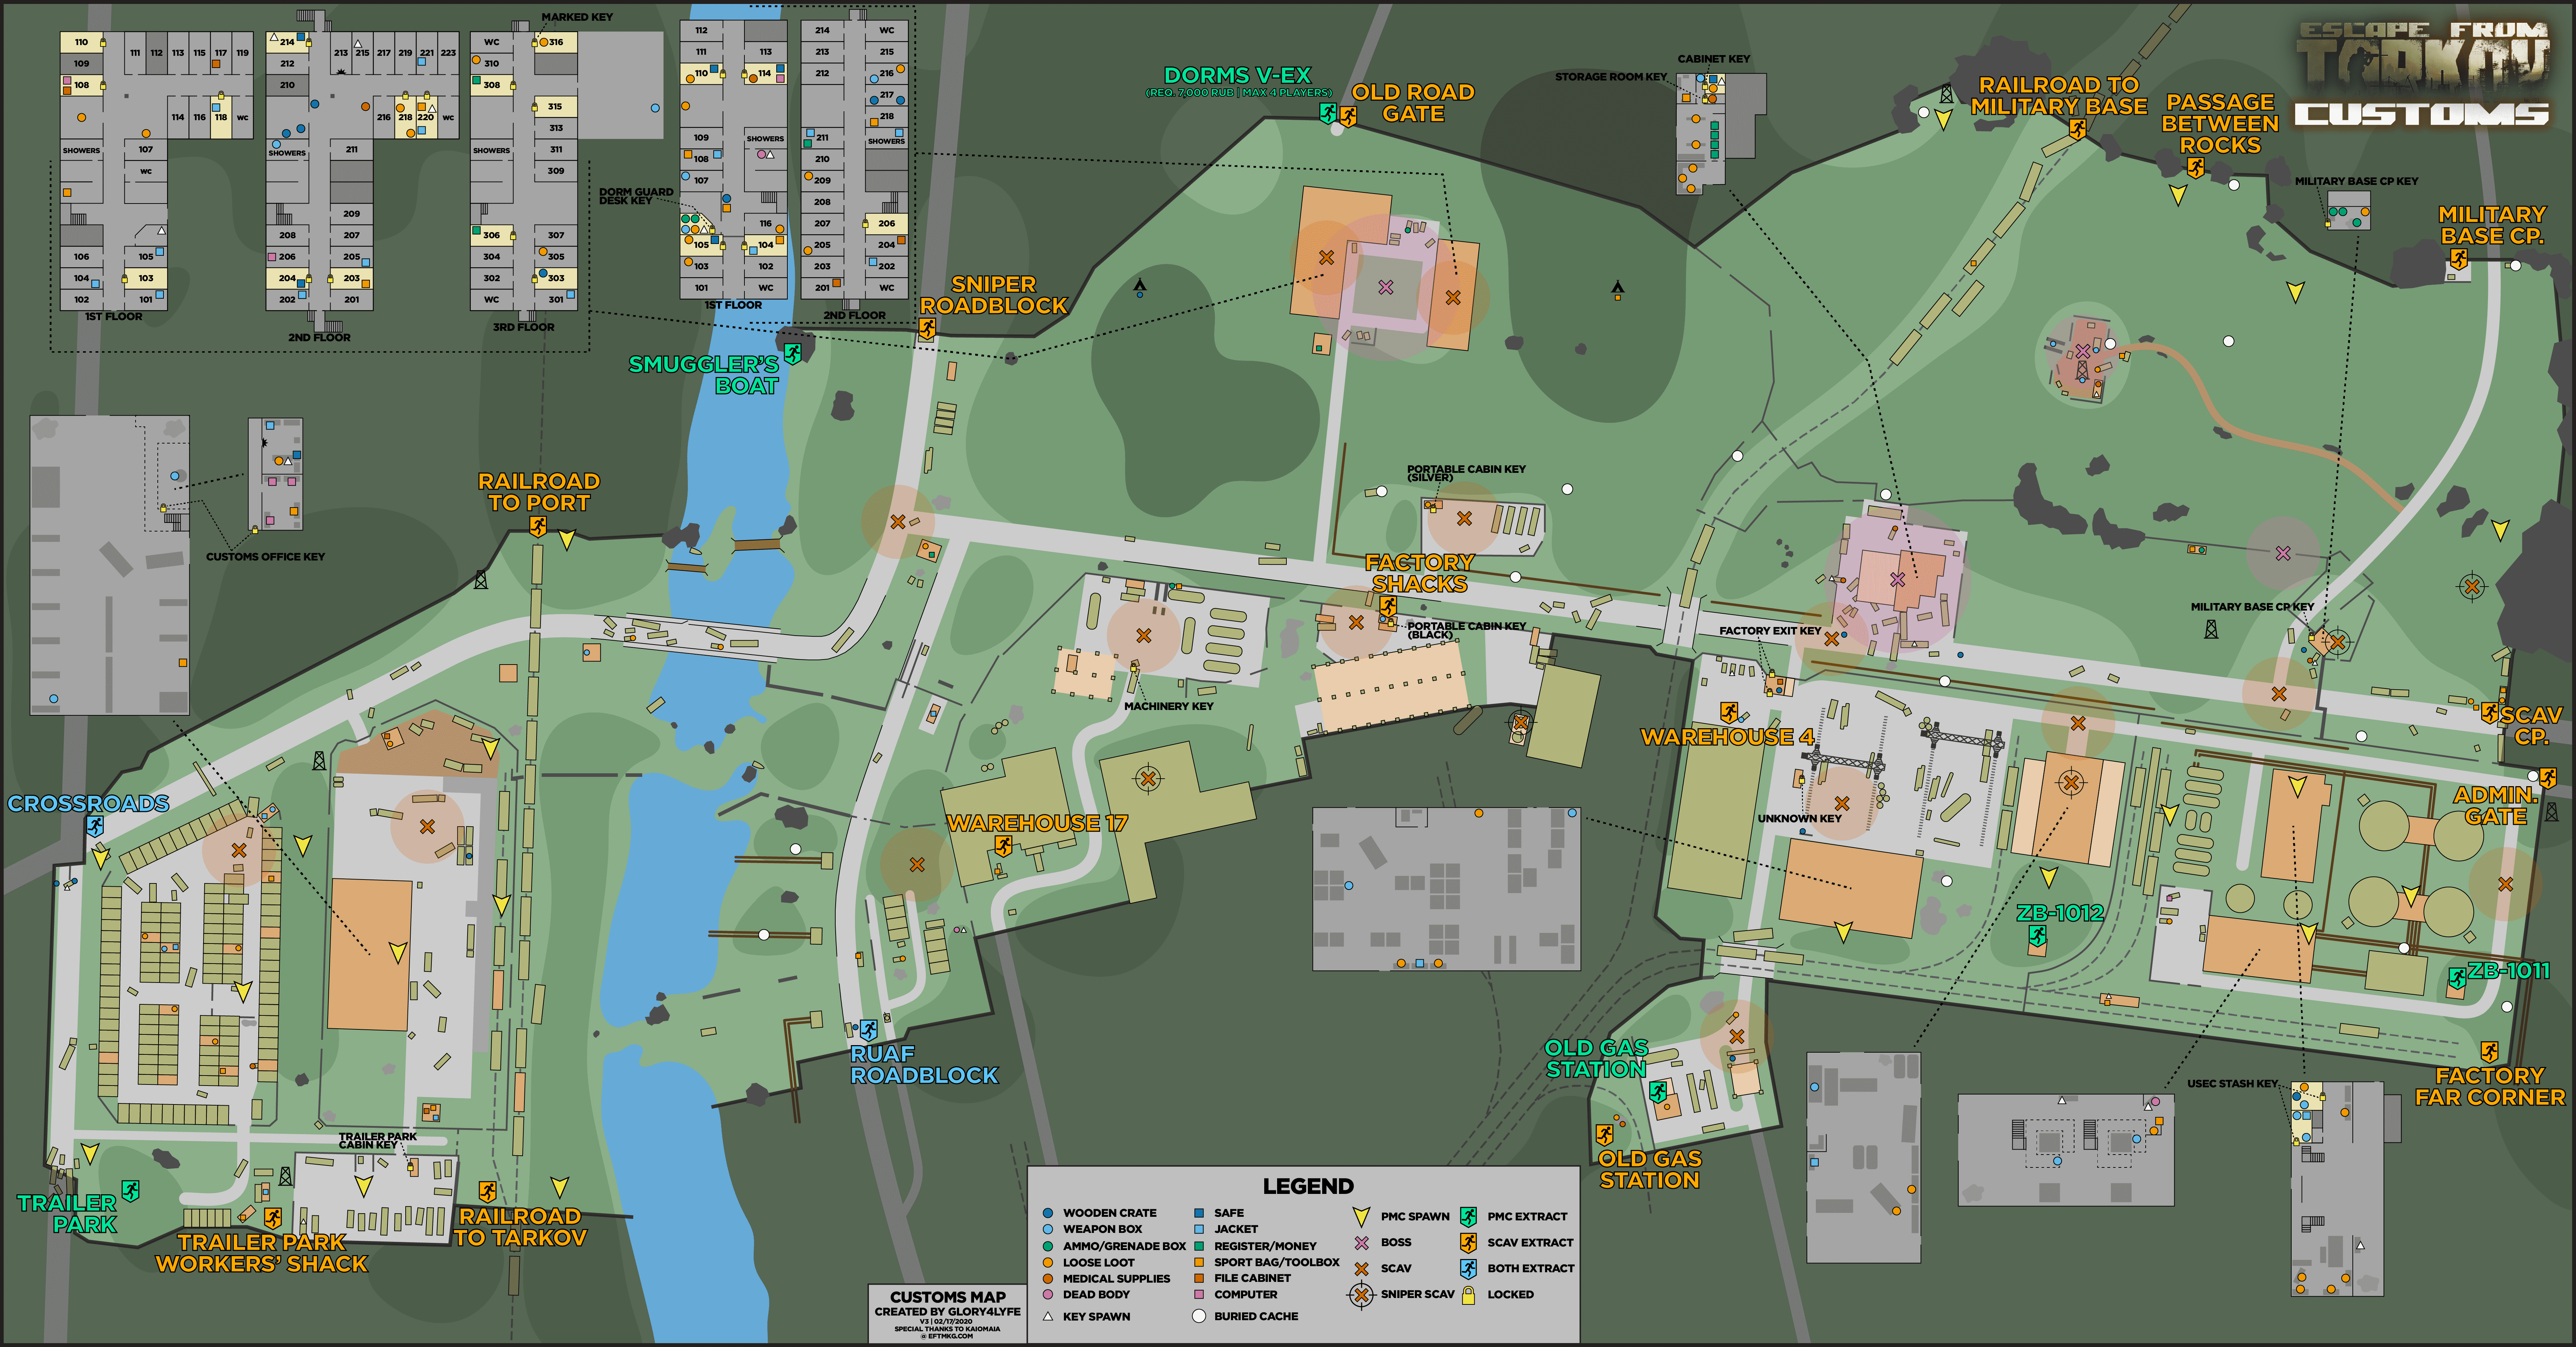 ESCAPE FROM
TARKOV
CUSTOMS
MARKED KEY
110
109
108
111
112
113
115
117
119
114
116
118
WC
SHOWERS
107
WC
106
105
104
103
102
101
1ST FLOOR
214
212
210
213
215
217
219
221
223
216
218
220
WC
SHOWERS
211
209
208
207
206
205
204
203
202
201
2ND FLOOR
WC
316
310
308
315
313
SHOWERS
311
309
306
307
304
305
302
303
WC
301
3RD FLOOR
DORM GUARD
DESK KEY
112
111
113
110
114
109
SHOWERS
108
107
116
105
104
103
102
101
WC
1ST FLOOR
214
WC
213
215
212
216
217
218
211
SHOWERS
210
209
208
207
206
205
204
203
202
201
WC
2ND FLOOR
DORMS V-EX
(REQ. 7,000 RUB | MAX 4 PLAYERS)
OLD ROAD
GATE
CABINET KEY
STORAGE ROOM KEY
RAILROAD TO
MILITARY BASE
PASSAGE
BETWEEN
ROCKS
MILITARY BASE CP KEY
MILITARY
BASE CP.
SNIPER
ROADBLOCK
SMUGGLER'S
BOAT
RAILROAD
TO PORT
CUSTOMS OFFICE KEY
PORTABLE CABIN KEY
(SILVER)
FACTORY
SHACKS
PORTABLE CABIN KEY
(BLACK)
FACTORY EXIT KEY
MILITARY BASE CP KEY
MACHINERY KEY
WAREHOUSE 4
SCAV
CP.
CROSSROADS
WAREHOUSE 17
UNKNOWN KEY
ADMIN.
GATE
ZB-1012
ZB-1011
RUAF
ROADBLOCK
OLD GAS
STATION
OLD GAS
STATION
USEC STASH KEY
FACTORY
FAR CORNER
TRAILER PARK
CABIN KEY
TRAILER
PARK
TRAILER PARK
WORKERS' SHACK
RAILROAD
TO TARKOV
LEGEND
WOODEN CRATE
WEAPON BOX
AMMO/GRENADE BOX
LOOSE LOOT
MEDICAL SUPPLIES
DEAD BODY
KEY SPAWN
SAFE
JACKET
REGISTER/MONEY
SPORT BAG/TOOLBOX
FILE CABINET
COMPUTER
BURIED CACHE
PMC SPAWN
BOSS
SCAV
SNIPER SCAV
PMC EXTRACT
SCAV EXTRACT
BOTH EXTRACT
LOCKED
CUSTOMS MAP
CREATED BY GLORY4LYFE
V3 | 02/17/2020
SPECIAL THANKS TO KAIOMAIA
@ EFTMKG.COM